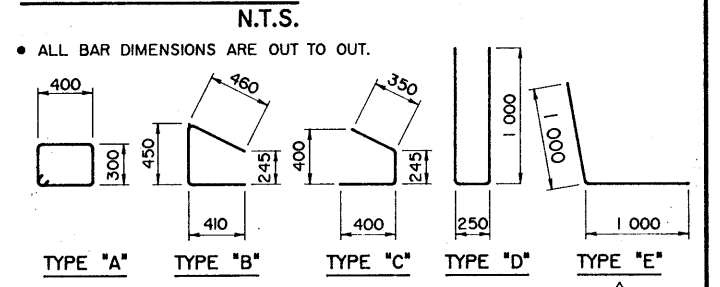 N.T.S.
• ALL BAR DIMENSIONS ARE OUT TO OUT.
400
300
460
450
245
410
350
400
245
400
1 000
250
1 000
1 000
TYPE "A"
TYPE "B"
TYPE "C"
TYPE "D"
TYPE "E"